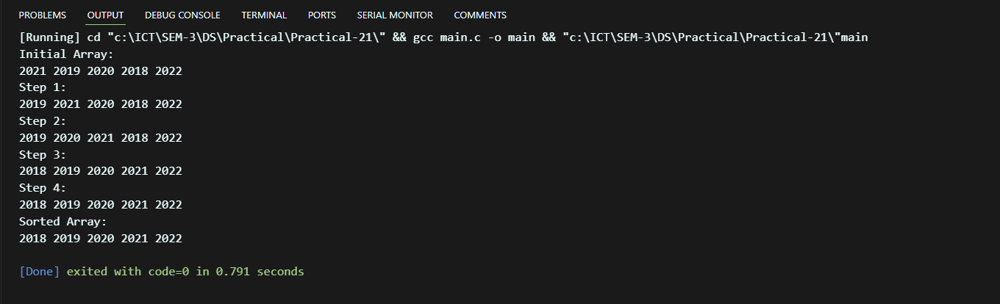 PROBLEMS OUTPUT DEBUG CONSOLE TERMINAL PORTS SERIAL MONITOR COMMENTS
[Running] cd "c:\ICT\SEM-3\DS\Practical\Practical-21\" && gcc main.c -o main && "c:\ICT\SEM-3\DS\Practical\Practical-21\"main
Initial Array:
2021 2019 2020 2018 2022
Step 1:
2019 2021 2020 2018 2022
Step 2:
2019 2020 2021 2018 2022
Step 3:
2018 2019 2020 2021 2022
Step 4:
2018 2019 2020 2021 2022
Sorted Array:
2018 2019 2020 2021 2022
[Done] exited with code=0 in 0.791 seconds